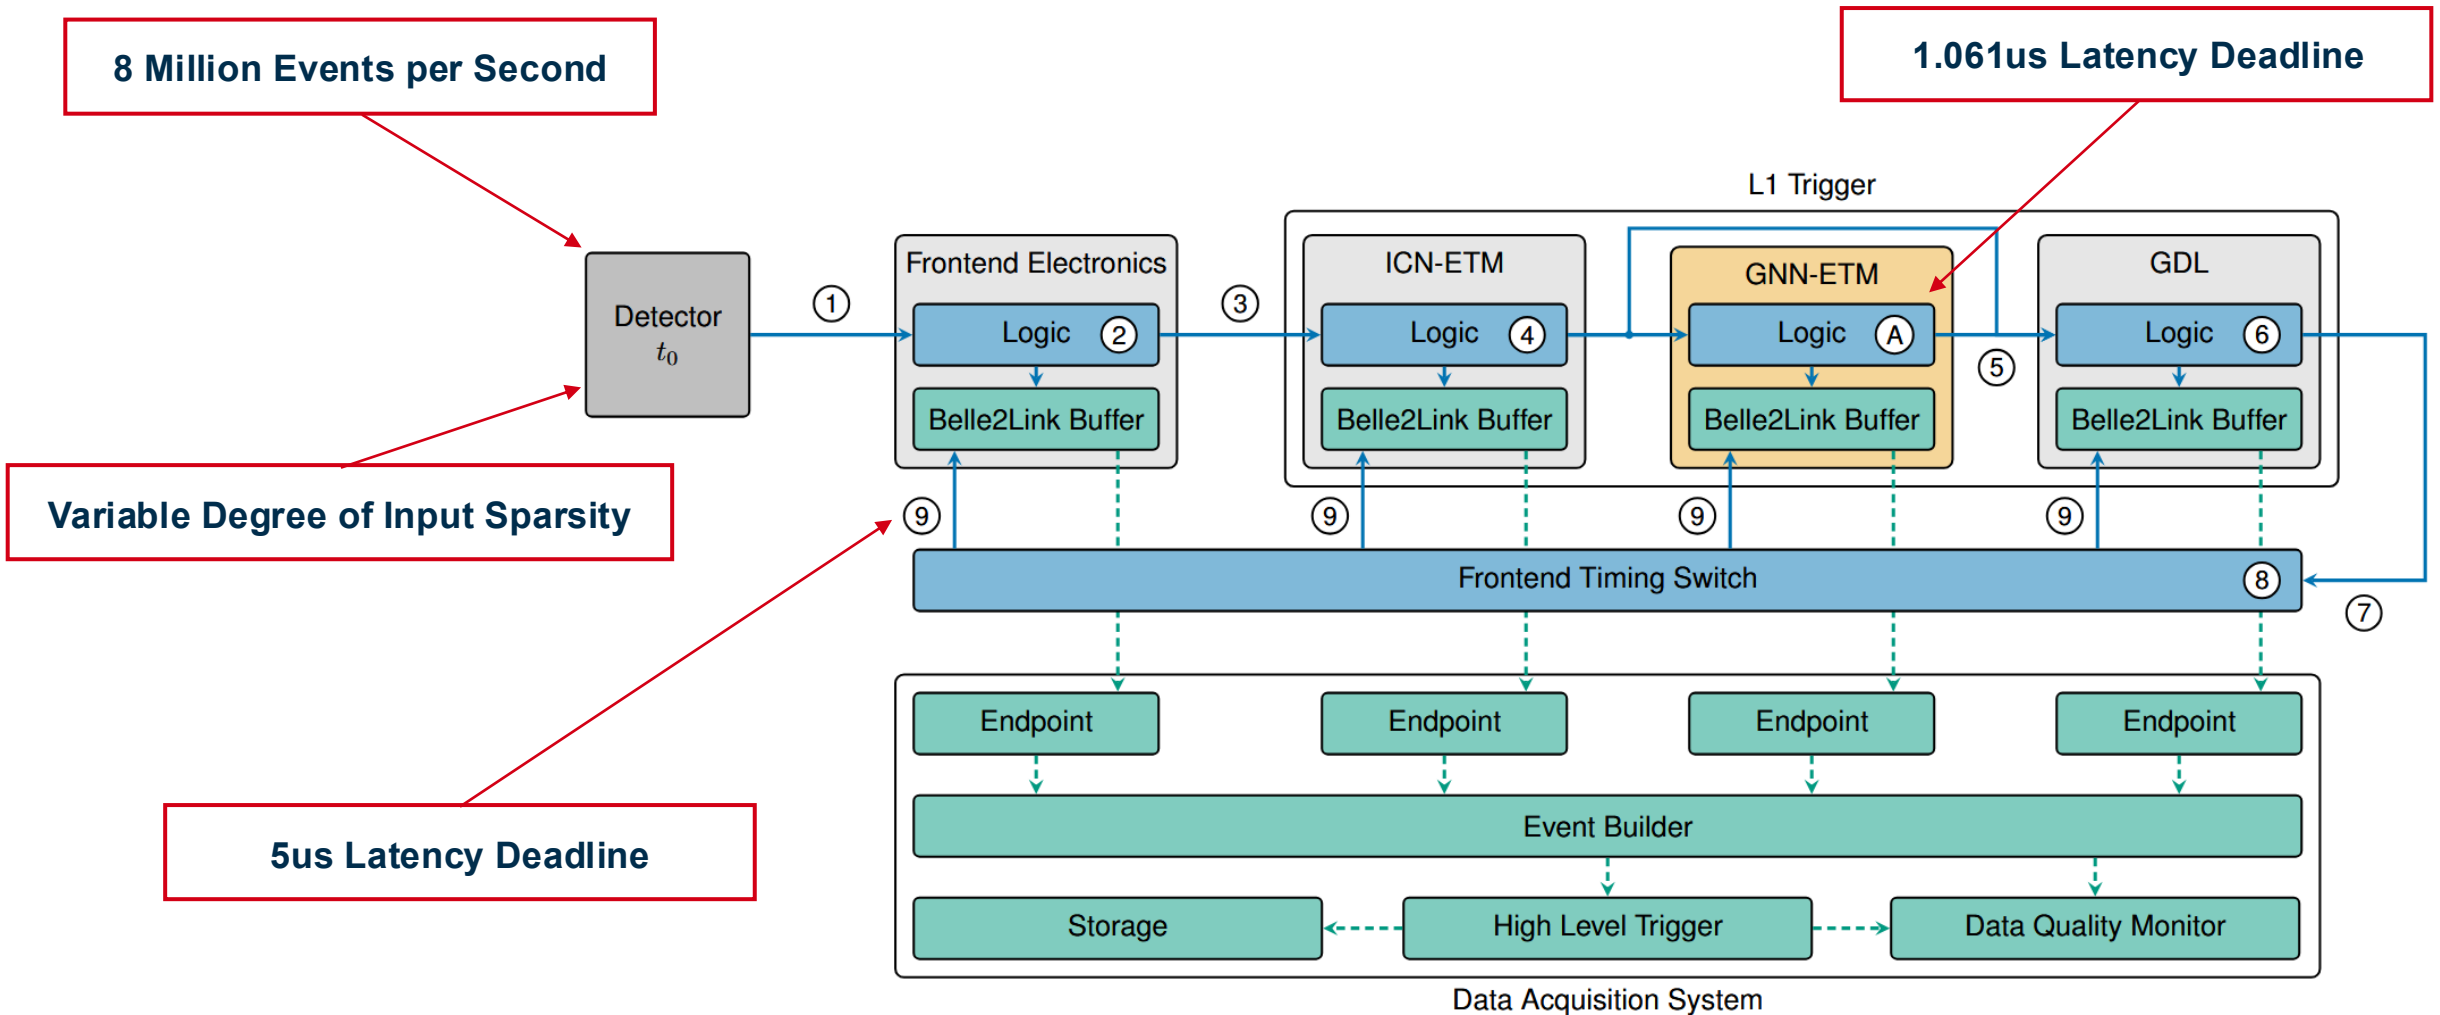 8 Million Events per Second
1.061us Latency Deadline
L1 Trigger
Detector
t0
1
Frontend Electronics
Logic 2
Belle2Link Buffer
3
ICN-ETM
Logic 4
Belle2Link Buffer
GNN-ETM
Logic A
Belle2Link Buffer
5
GDL
Logic 6
Belle2Link Buffer
Variable Degree of Input Sparsity
9
9
9
9
Frontend Timing Switch 8
7
5us Latency Deadline
Endpoint
Endpoint
Endpoint
Endpoint
Event Builder
Storage
High Level Trigger
Data Quality Monitor
Data Acquisition System